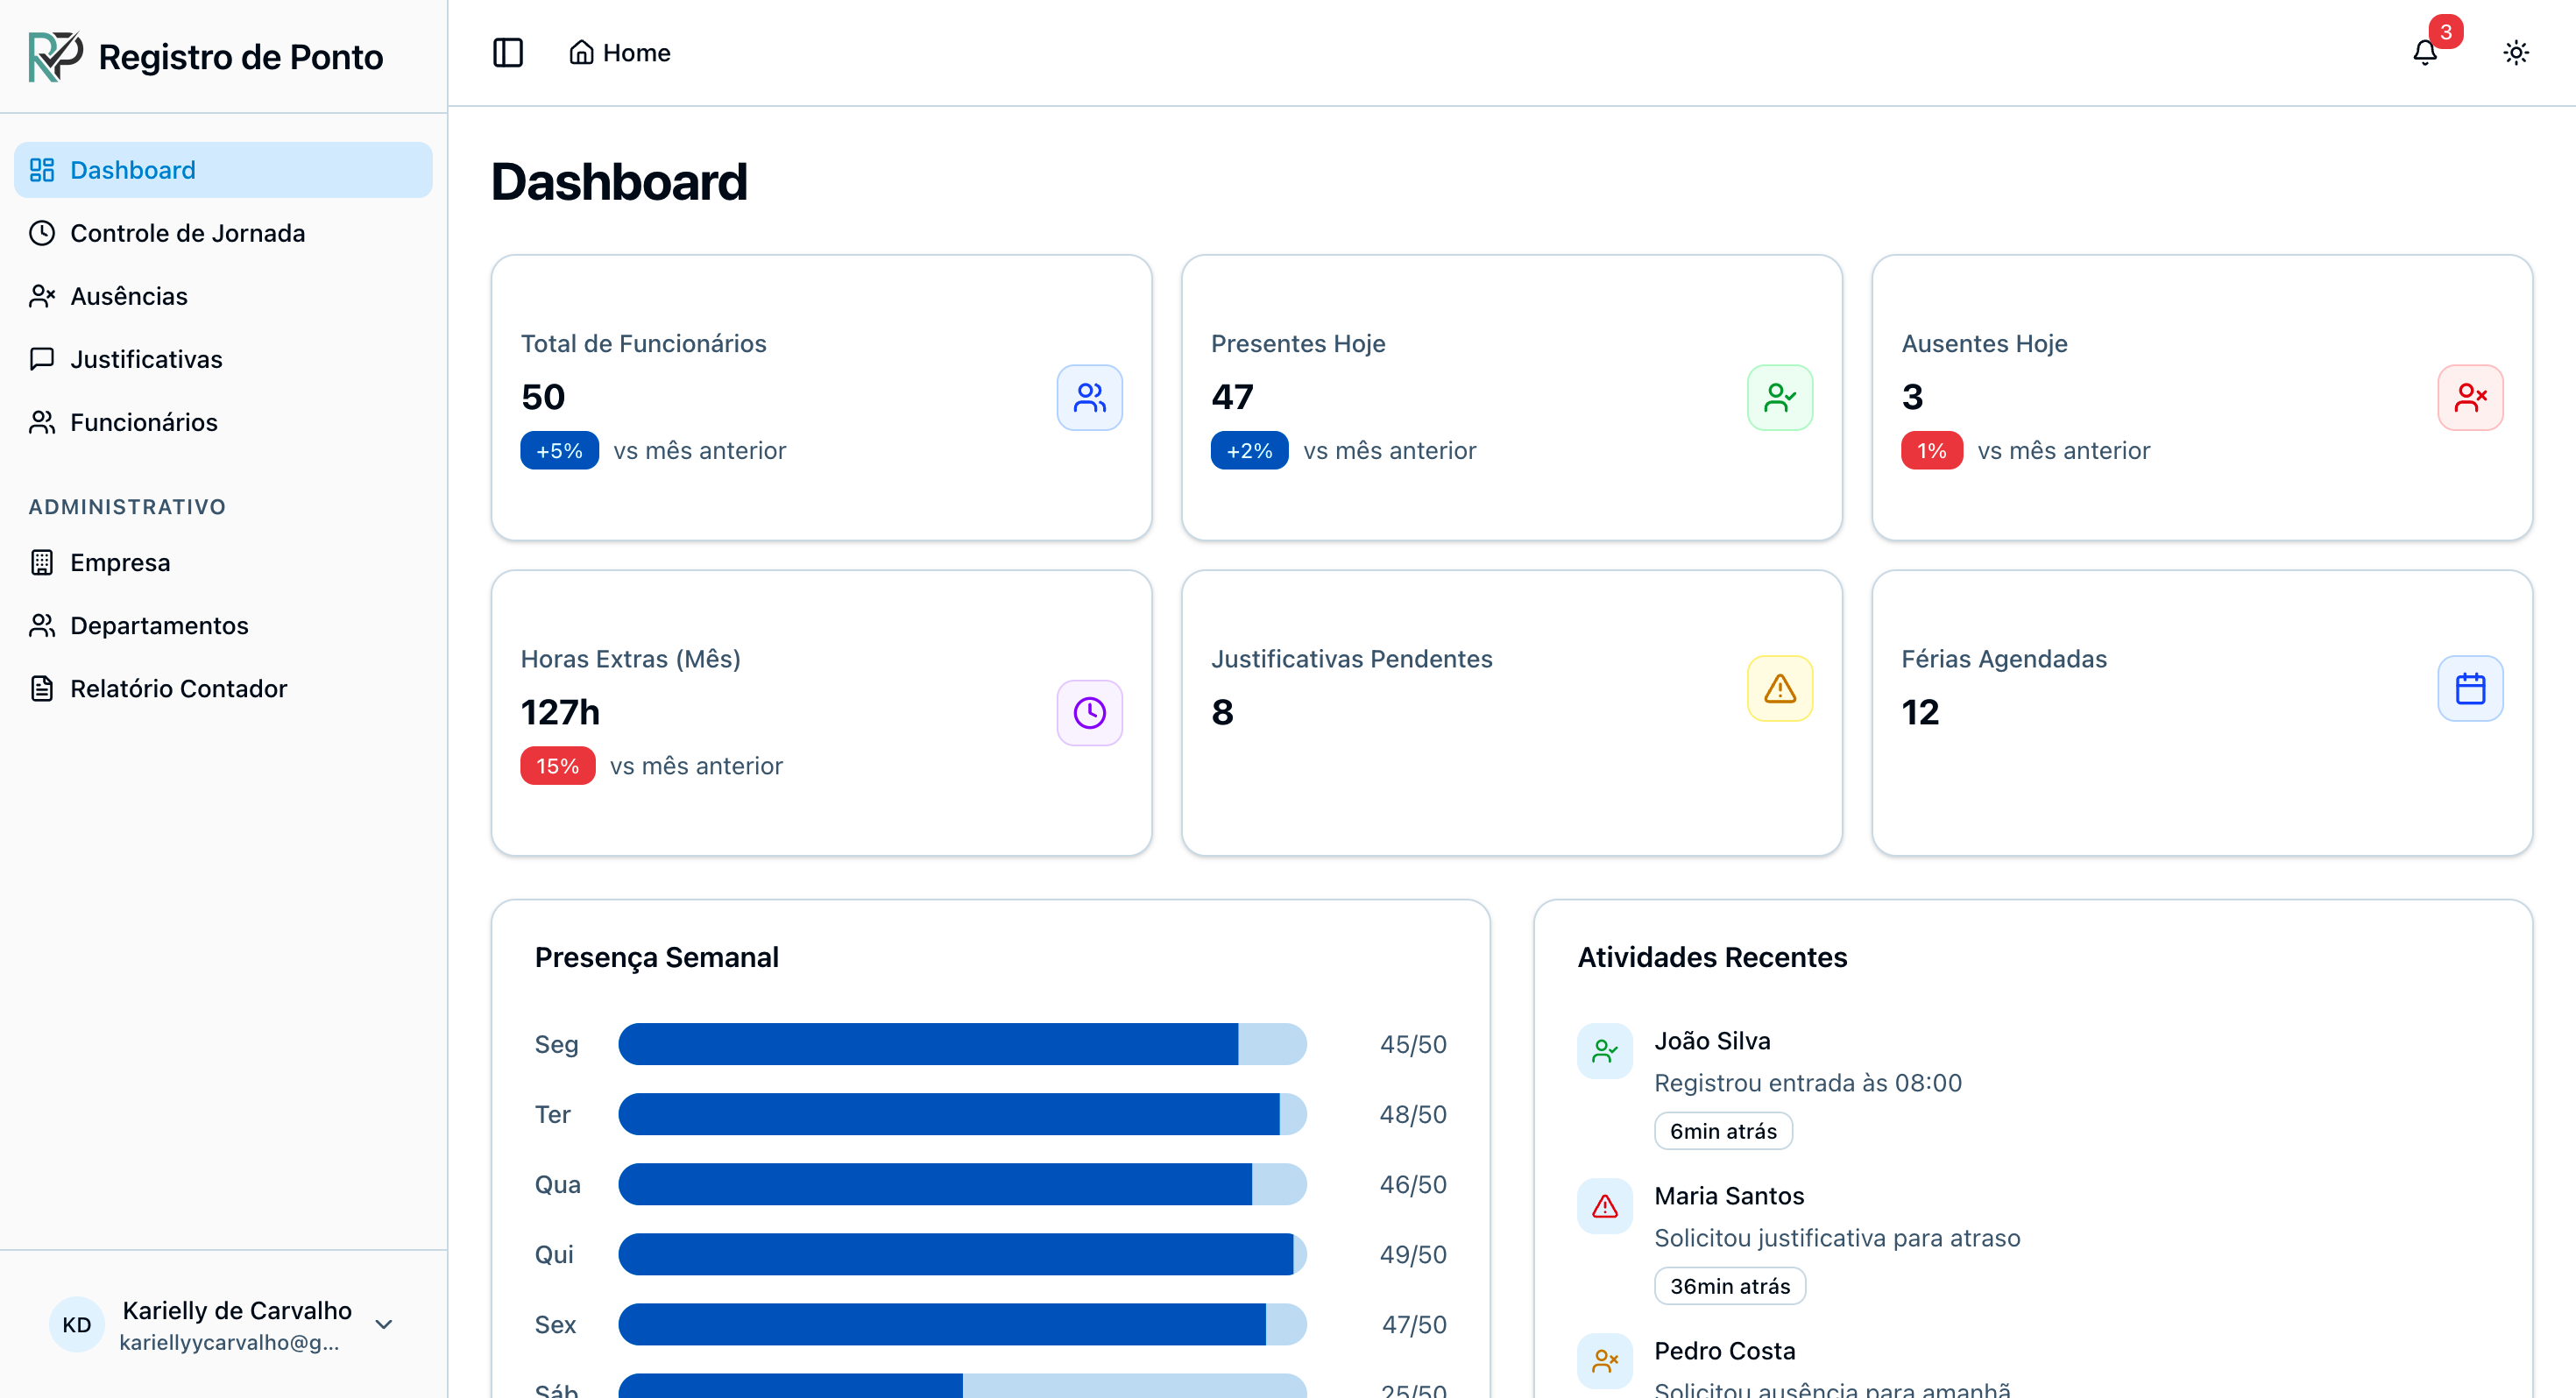 Registro de Ponto
Home
3
Dashboard
Controle de Jornada
Ausências
Justificativas
Funcionários
ADMINISTRATIVO
Empresa
Departamentos
Relatório Contador
KD
Karielly de Carvalho
kariellyycarvalho@g...
Dashboard
Total de Funcionários
50
+5% vs mês anterior
Presentes Hoje
47
+2% vs mês anterior
Ausentes Hoje
3
1% vs mês anterior
Horas Extras (Mês)
127h
15% vs mês anterior
Justificativas Pendentes
8
Férias Agendadas
12
Presença Semanal
Seg 45/50
Ter 48/50
Qua 46/50
Qui 49/50
Sex 47/50
Sáb 25/50
Atividades Recentes
João Silva
Registrou entrada às 08:00
6min atrás
Maria Santos
Solicitou justificativa para atraso
36min atrás
Pedro Costa
Solicitou ausência para amanhã